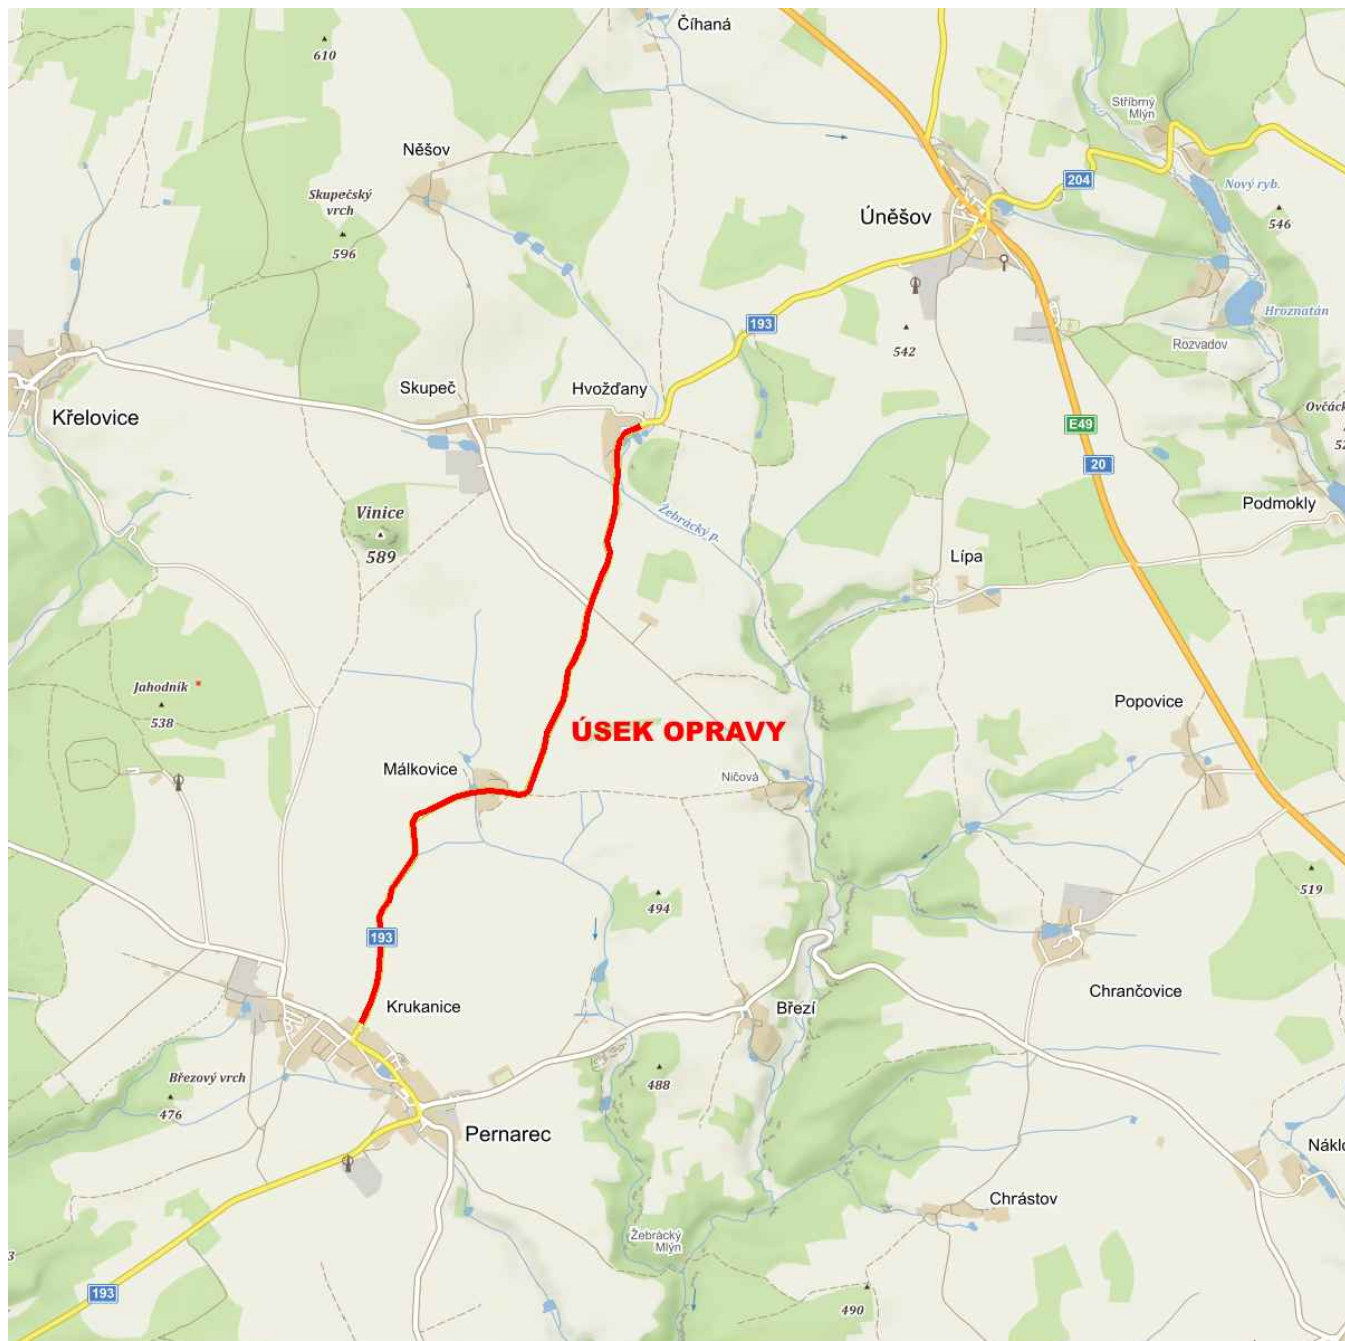 Číhaná
610
Stříbrný
Mlýn
Něšov
204
Skupečský
vrch
Nový ryb.
Úněšov
546
596
193
Hroznatán
542
Rozvadov
Skupeč
Hvožďany
Křelovice
E49
20
Vinice
589
Žebrácký p.
Podmokly
Lípa
Jahodník
538
Popovice
ÚSEK OPRAVY
Málkovice
Ničová
519
494
193
Chrančovice
Krukanice
Březí
Březový vrch
476
488
Pernarec
Chrástov
Žebrácký
Mlýn
193
490